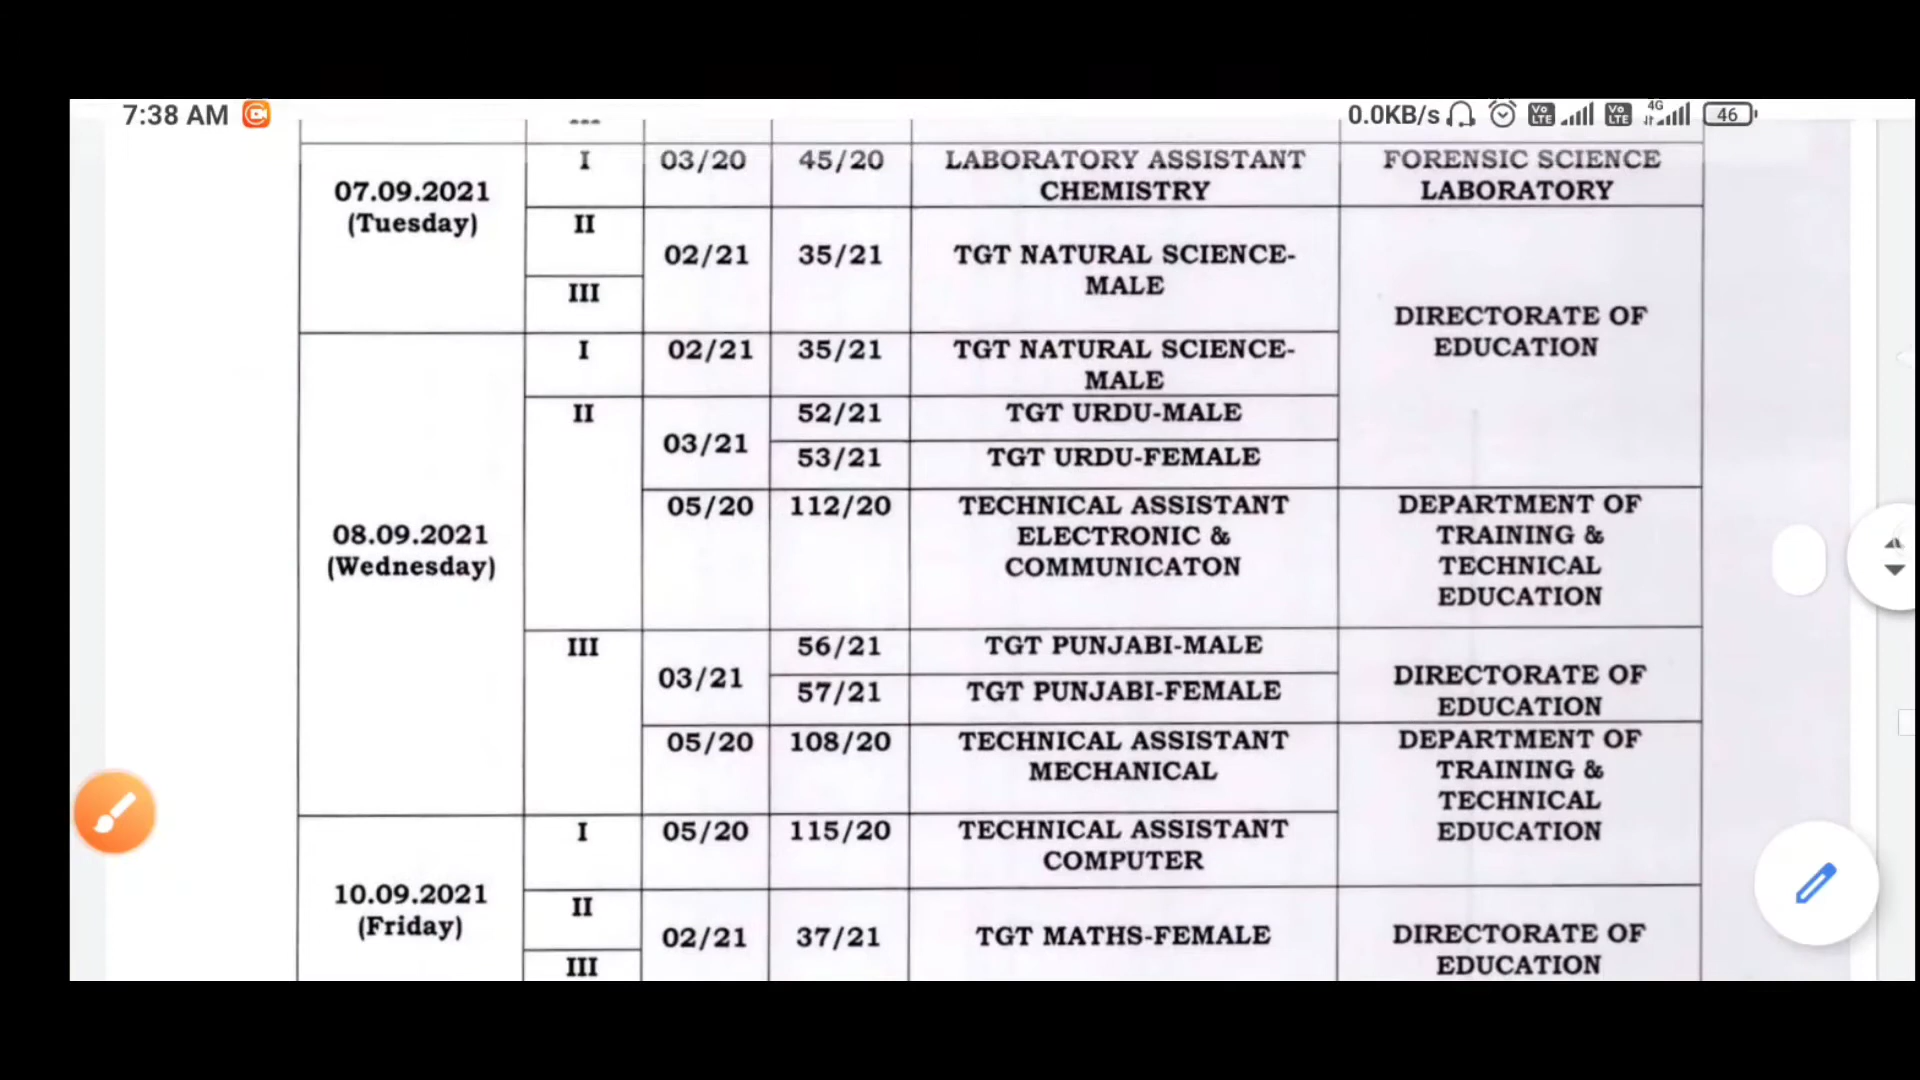 7:38 AM
0.0KB/s
Vo LTE
Vo LTE
4G
46
07.09.2021
(Tuesday)
I
03/20
45/20
LABORATORY ASSISTANT
CHEMISTRY
FORENSIC SCIENCE
LABORATORY
II
III
02/21
35/21
TGT NATURAL SCIENCE-
MALE
DIRECTORATE OF
EDUCATION
08.09.2021
(Wednesday)
I
02/21
35/21
TGT NATURAL SCIENCE-
MALE
II
03/21
52/21
TGT URDU-MALE
53/21
TGT URDU-FEMALE
05/20
112/20
TECHNICAL ASSISTANT
ELECTRONIC &
COMMUNICATON
DEPARTMENT OF
TRAINING &
TECHNICAL
EDUCATION
III
03/21
56/21
TGT PUNJABI-MALE
57/21
TGT PUNJABI-FEMALE
DIRECTORATE OF
EDUCATION
05/20
108/20
TECHNICAL ASSISTANT
MECHANICAL
DEPARTMENT OF
TRAINING &
TECHNICAL
EDUCATION
10.09.2021
(Friday)
I
05/20
115/20
TECHNICAL ASSISTANT
COMPUTER
II
III
02/21
37/21
TGT MATHS-FEMALE
DIRECTORATE OF
EDUCATION